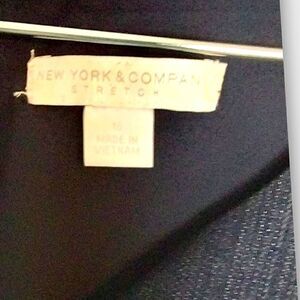 NEW YORK & COMPAN
STRETCH
MADE IN
VIETNAM